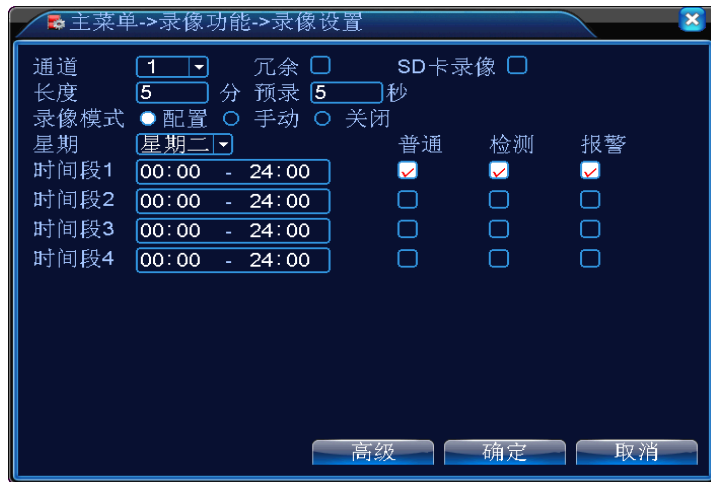 主菜单->录像功能->录像设置
通道 1 冗余 SD卡录像
长度 5 分 预录 5 秒
录像模式 配置 手动 关闭
星期 星期二 普通 检测 报警
时间段1 00:00 - 24:00
时间段2 00:00 - 24:00
时间段3 00:00 - 24:00
时间段4 00:00 - 24:00
高级 确定 取消